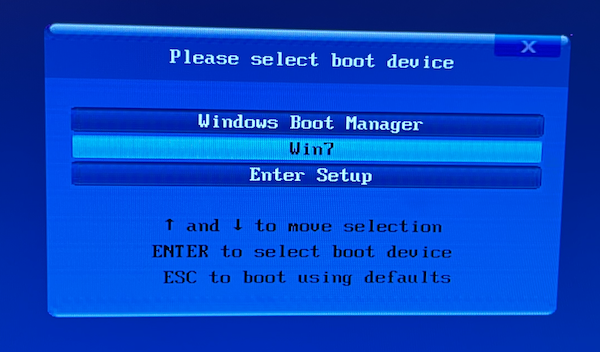 X
Please select boot device
Windows Boot Manager
Win7
Enter Setup
↑ and ↓ to move selection
ENTER to select boot device
ESC to boot using defaults